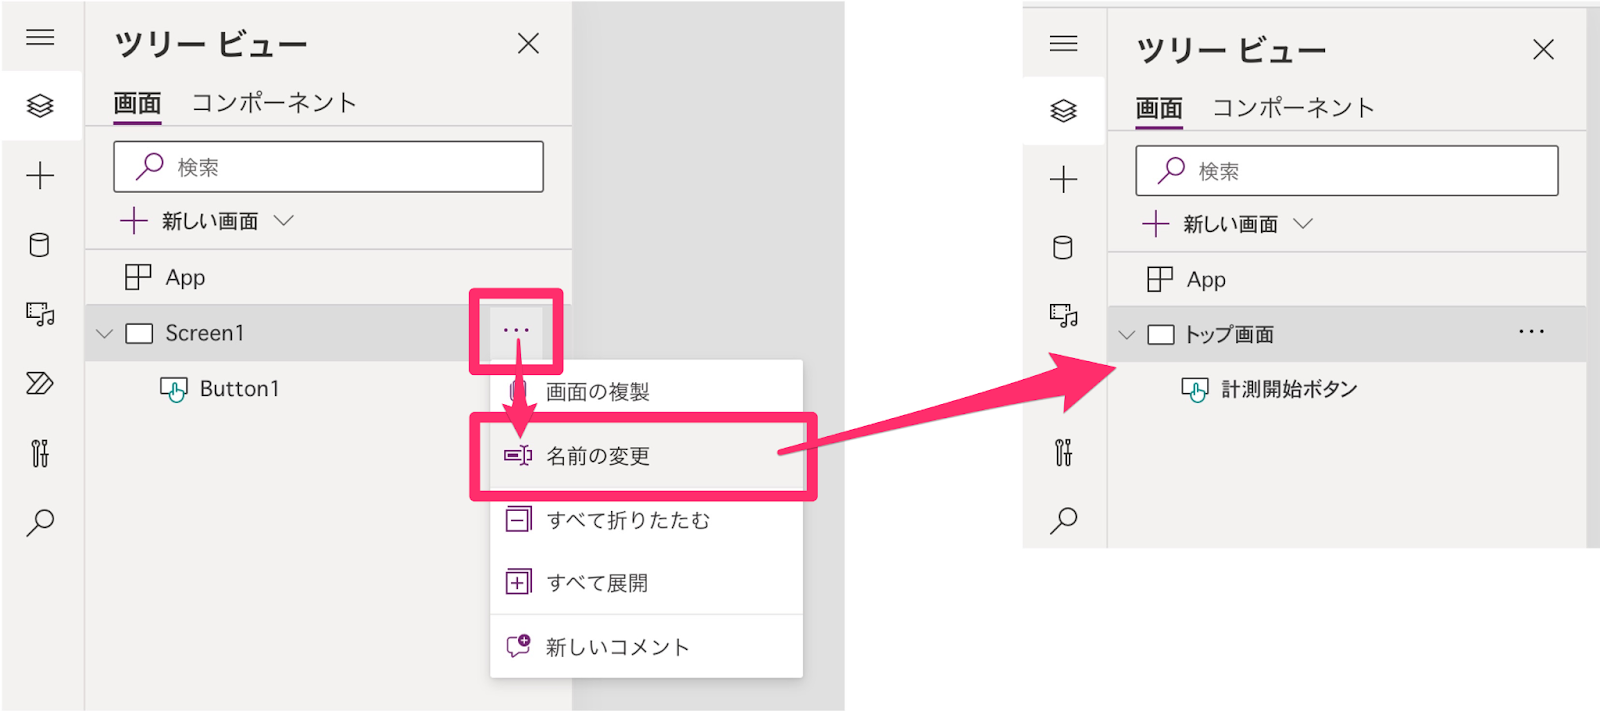 ツリー ビュー
画面 コンポーネント
検索
新しい画面
App
Screen1 ...
Button1
画面の複製
名前の変更
すべて折りたたむ
すべて展開
新しいコメント
ツリー ビュー
画面 コンポーネント
検索
新しい画面
App
トップ画面 ...
計測開始ボタン